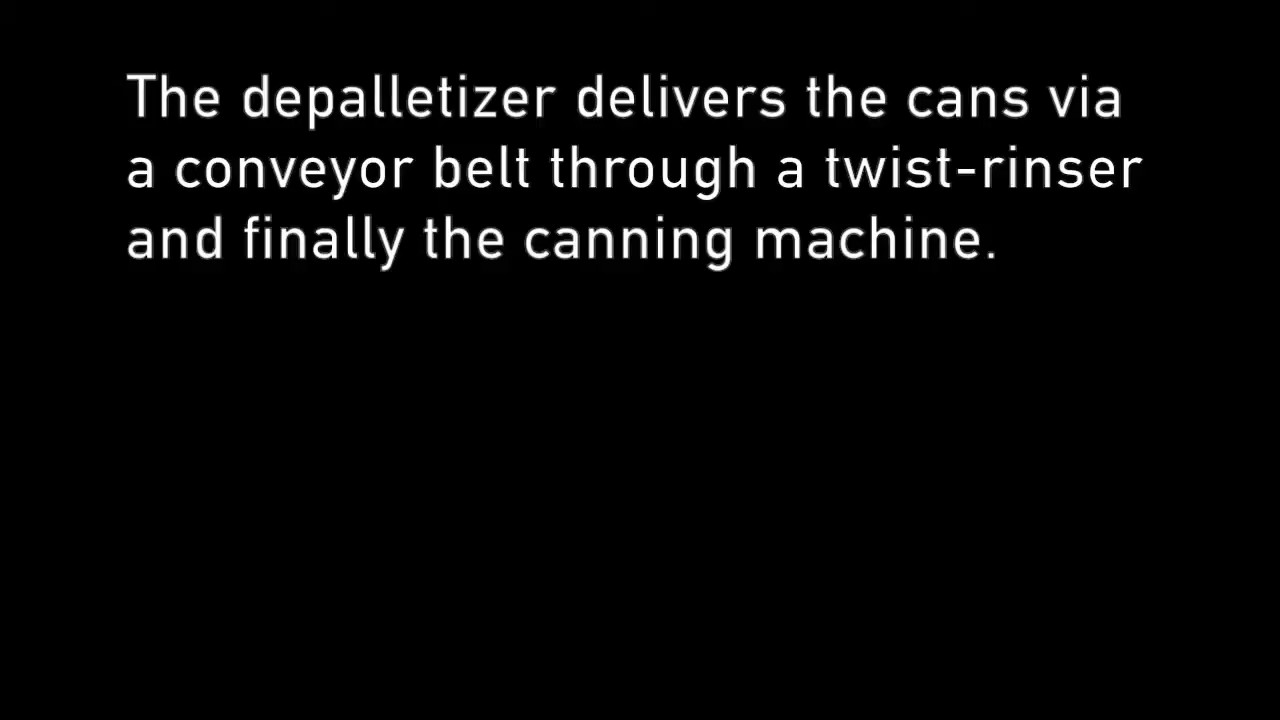 The depalletizer delivers the cans via
a conveyor belt through a twist-rinser
and finally the canning machine.